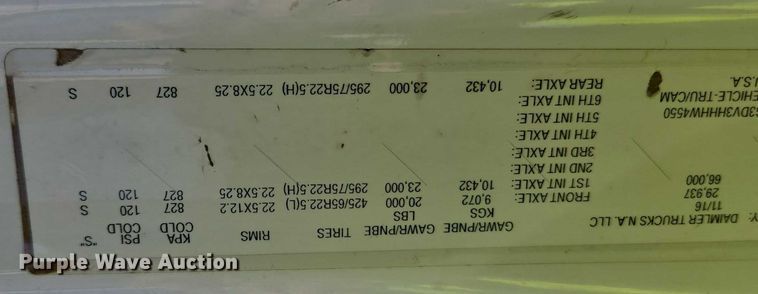 Y: DAIMLER TRUCKS N.A. LLC
11/16
29,937
66,000
GAWR/PNBE GAWR/PNBE TIRES RIMS KPA PSI "S"
KGS LBS COLD COLD
FRONT AXLE: 9,072 20,000 425/65R22.5(L) 22.5X12.2 827 120 S
1ST INT AXLE: 10,432 23,000 295/75R22.5(H) 22.5X8.25 827 120 S
2ND INT AXLE:
3RD INT AXLE:
4TH INT AXLE:
5TH INT AXLE:
6TH INT AXLE:
REAR AXLE: 10,432 23,000 295/75R22.5(H) 22.5X8.25 827 120 S
G3DV3HHHW4550
EHICLE-TRU/CAM
U.S.A.
Purple Wave Auction